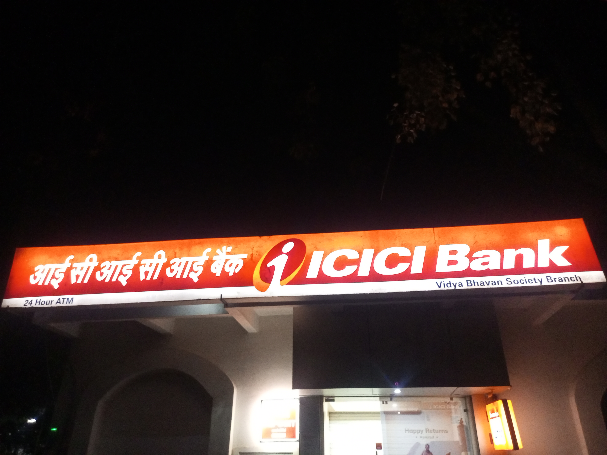 आई सी आई सी आई बैंक
ICICI Bank
24 Hour ATM
Vidya Bhavan Society Branch
Happy Returns